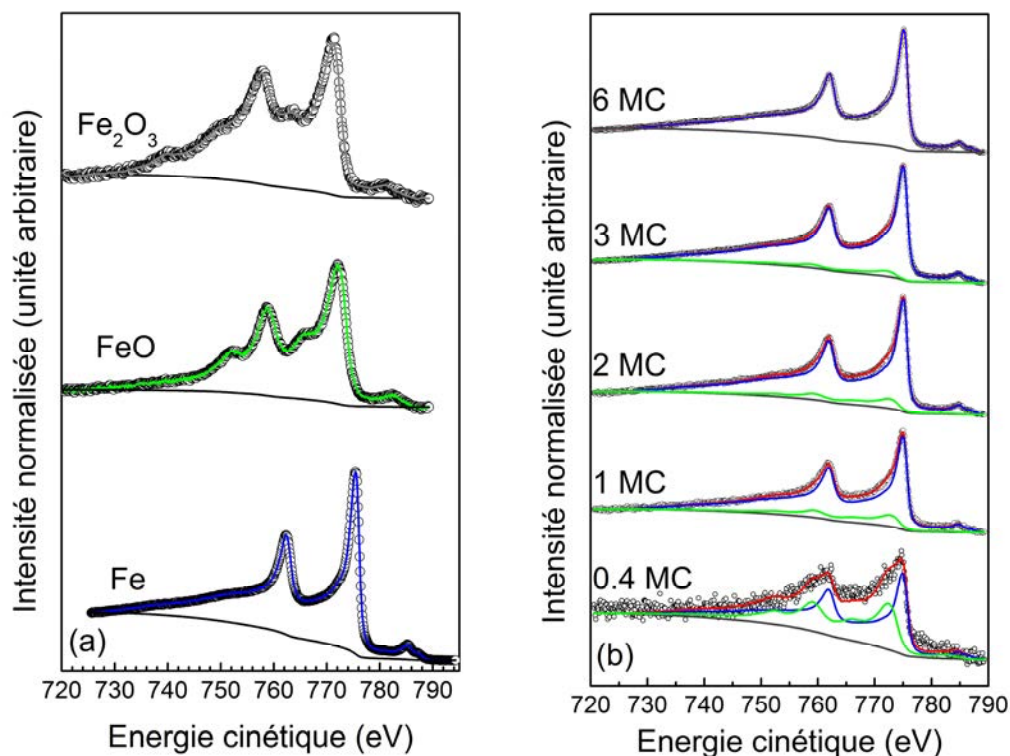 Intensité normalisée (unité arbitraire)
Fe₂O₃
FeO
Fe
(a)
720 730 740 750 760 770 780 790
Energie cinétique (eV)
Intensité normalisée (unité arbitraire)
6 MC
3 MC
2 MC
1 MC
0.4 MC
(b)
720 730 740 750 760 770 780 790
Energie cinétique (eV)